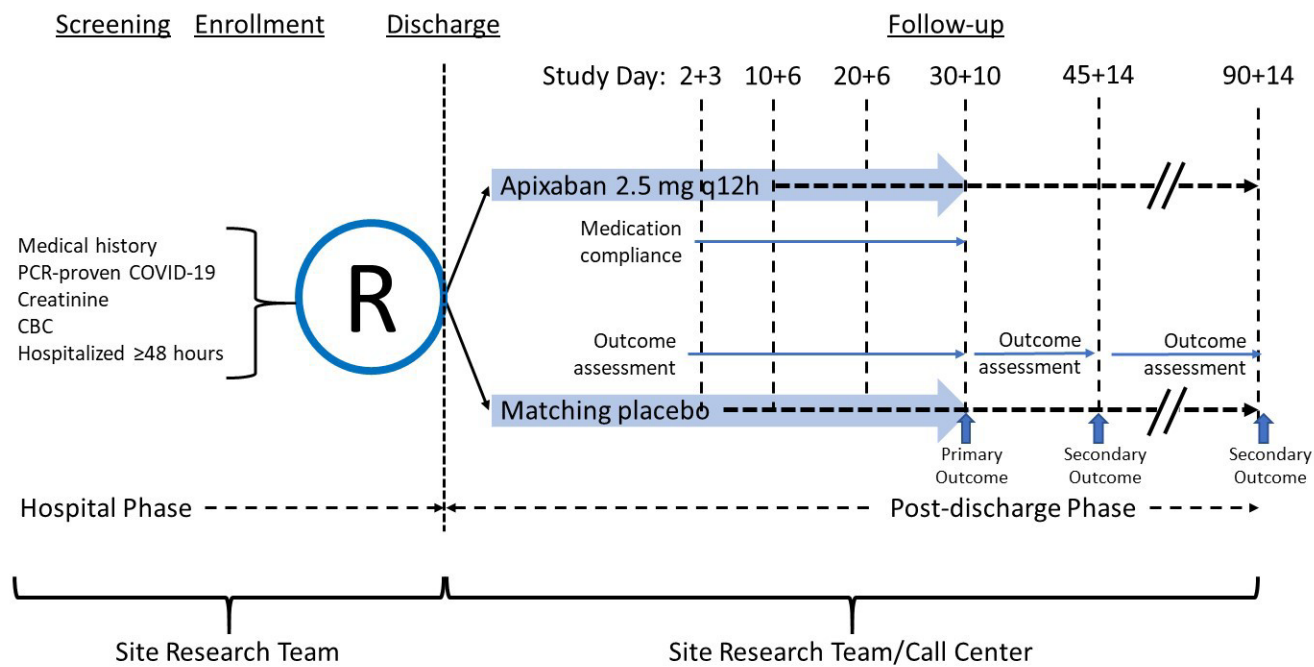 Screening Enrollment Discharge Follow-up
Study Day: 2+3 10+6 20+6 30+10 45+14 90+14
Apixaban 2.5 mg q12h
Medication
compliance
Medical history
PCR-proven COVID-19
Creatinine
CBC
Hospitalized ≥48 hours
R
Outcome
assessment
Outcome
assessment
Outcome
assessment
Matching placebo
Primary
Outcome
Secondary
Outcome
Secondary
Outcome
Hospital Phase
Post-discharge Phase
Site Research Team
Site Research Team/Call Center